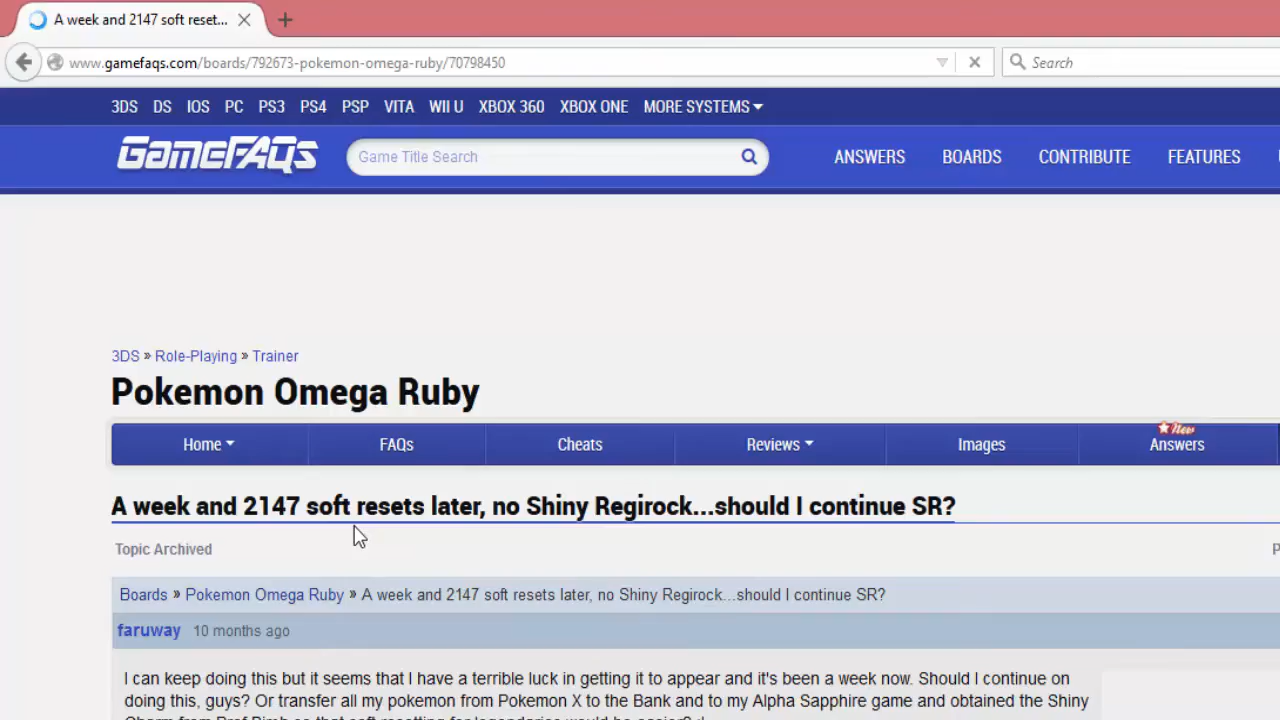 A week and 2147 soft reset...
www.gamefaqs.com/boards/792673-pokemon-omega-ruby/70798450
Search
3DS DS IOS PC PS3 PS4 PSP VITA WII U XBOX 360 XBOX ONE MORE SYSTEMS
GameFAQs
Game Title Search
ANSWERS BOARDS CONTRIBUTE FEATURES
3DS » Role-Playing » Trainer
Pokemon Omega Ruby
Home FAQs Cheats Reviews Images New Answers
A week and 2147 soft resets later, no Shiny Regirock...should I continue SR?
Topic Archived
Boards » Pokemon Omega Ruby » A week and 2147 soft resets later, no Shiny Regirock...should I continue SR?
faruway 10 months ago
I can keep doing this but it seems that I have a terrible luck in getting it to appear and it's been a week now. Should I continue on
doing this, guys? Or transfer all my pokemon from Pokemon X to the Bank and to my Alpha Sapphire game and obtained the Shiny